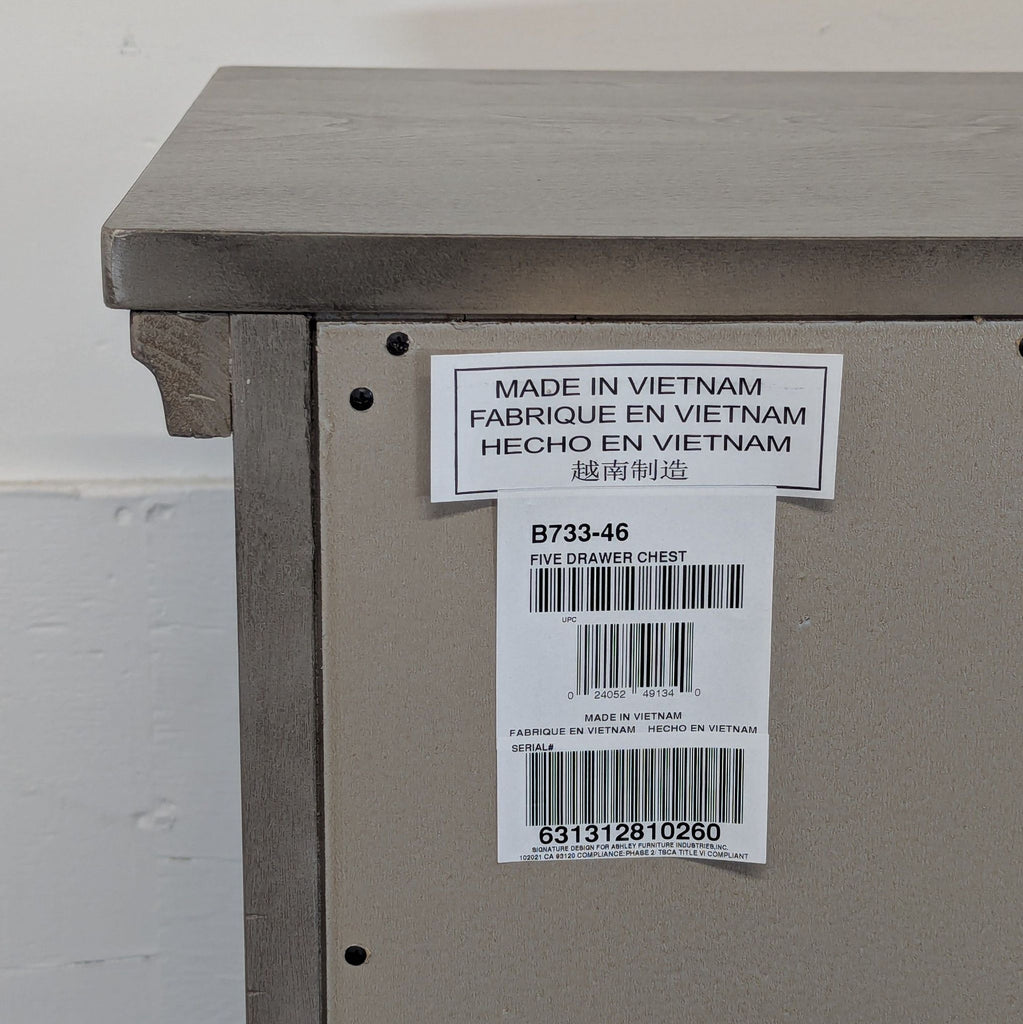 MADE IN VIETNAM
FABRIQUE EN VIETNAM
HECHO EN VIETNAM
越南制造
B733-46
FIVE DRAWER CHEST
UPC
0 24052 49134 0
MADE IN VIETNAM
FABRIQUE EN VIETNAM HECHO EN VIETNAM
SERIAL#
631312810260
SIGNATURE DESIGN FOR ASHLEY FURNITURE INDUSTRIES,INC.
102021 CA 93120 COMPLIANCE:PHASE 2/ TSCA TITLE VI COMPLIANT